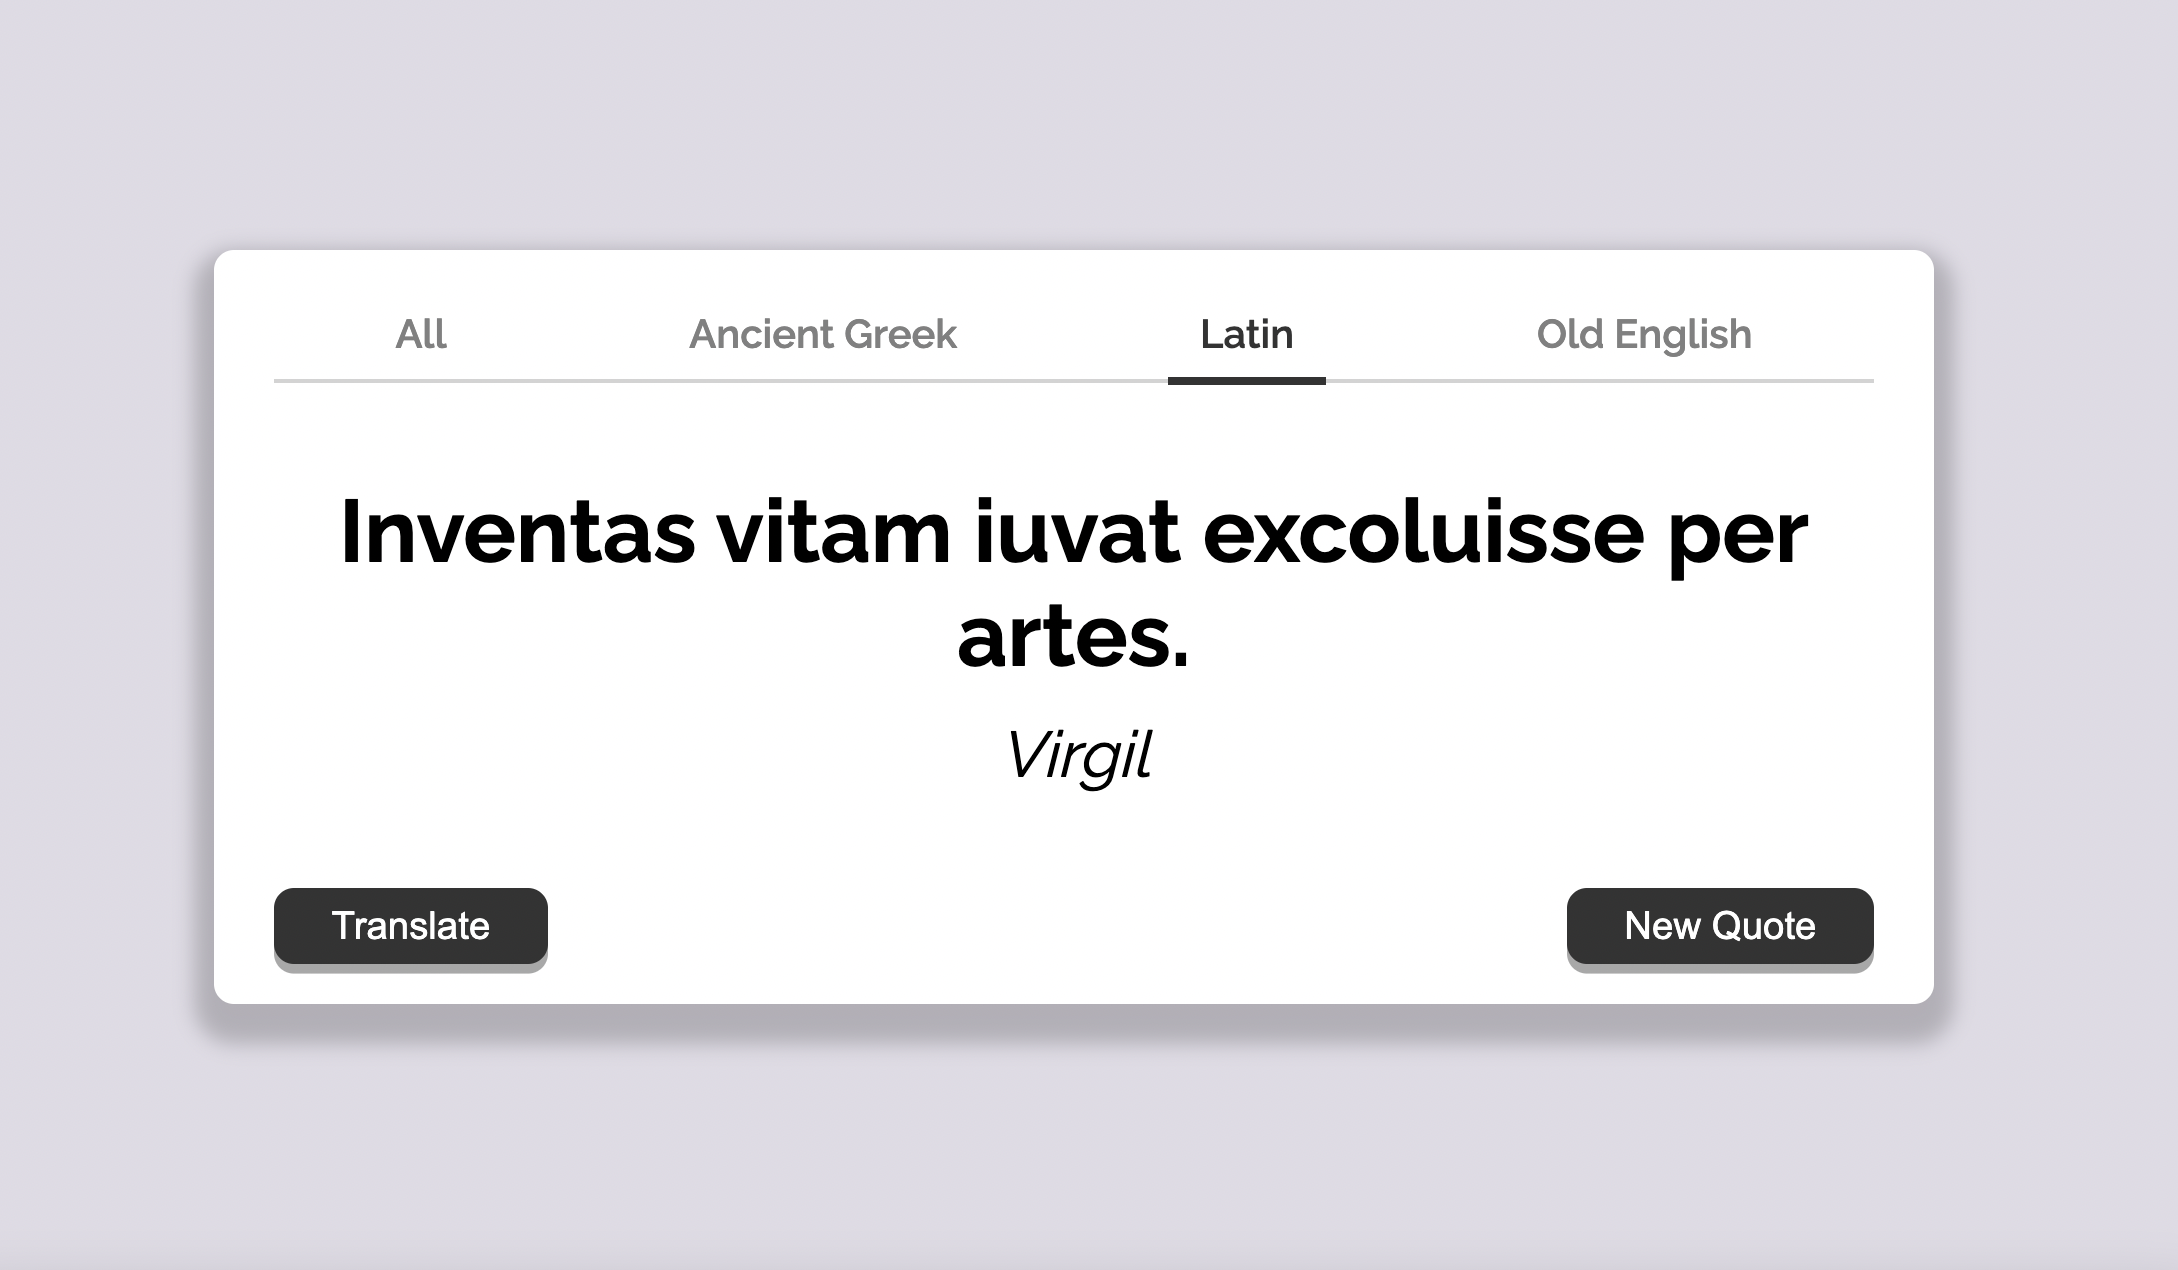 All Ancient Greek Latin Old English
Inventas vitam iuvat excoluisse per
artes.
Virgil
Translate New Quote